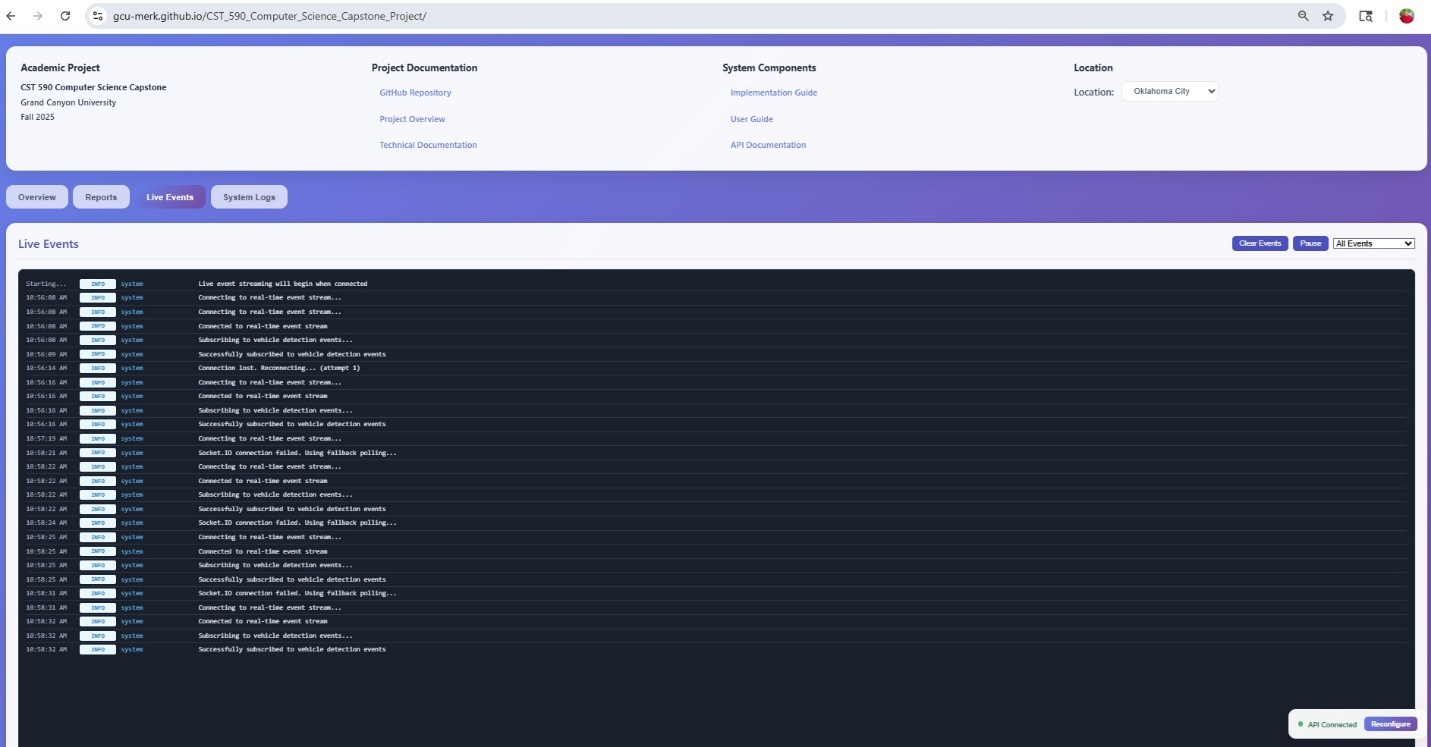 gcu-merk.github.io/CST_590_Computer_Science_Capstone_Project/
Academic Project
CST 590 Computer Science Capstone
Grand Canyon University
Fall 2025
Project Documentation
GitHub Repository
Project Overview
Technical Documentation
System Components
Implementation Guide
User Guide
API Documentation
Location
Location: Oklahoma City
Overview Reports Live Events System Logs
Live Events Clear Events Pause All Events
Starting... INFO system Live event streaming will begin when connected
10:56:08 AM INFO system Connecting to real-time event stream...
10:56:08 AM INFO system Connecting to real-time event stream...
10:56:08 AM INFO system Connected to real-time event stream
10:56:08 AM INFO system Subscribing to vehicle detection events...
10:56:09 AM INFO system Successfully subscribed to vehicle detection events
10:56:14 AM INFO system Connection lost. Reconnecting... (attempt 1)
10:56:16 AM INFO system Connecting to real-time event stream...
10:56:16 AM INFO system Connected to real-time event stream
10:56:16 AM INFO system Subscribing to vehicle detection events...
10:56:16 AM INFO system Successfully subscribed to vehicle detection events
10:57:19 AM INFO system Connecting to real-time event stream...
10:58:21 AM INFO system Socket.IO connection failed. Using fallback polling...
10:58:22 AM INFO system Connecting to real-time event stream...
10:58:22 AM INFO system Connected to real-time event stream
10:58:22 AM INFO system Subscribing to vehicle detection events...
10:58:22 AM INFO system Successfully subscribed to vehicle detection events
10:58:24 AM INFO system Socket.IO connection failed. Using fallback polling...
10:58:25 AM INFO system Connecting to real-time event stream...
10:58:25 AM INFO system Connected to real-time event stream
10:58:25 AM INFO system Subscribing to vehicle detection events...
10:58:25 AM INFO system Successfully subscribed to vehicle detection events
10:58:31 AM INFO system Socket.IO connection failed. Using fallback polling...
10:58:31 AM INFO system Connecting to real-time event stream...
10:58:32 AM INFO system Connected to real-time event stream
10:58:32 AM INFO system Subscribing to vehicle detection events...
10:58:32 AM INFO system Successfully subscribed to vehicle detection events
API Connected Reconfigure